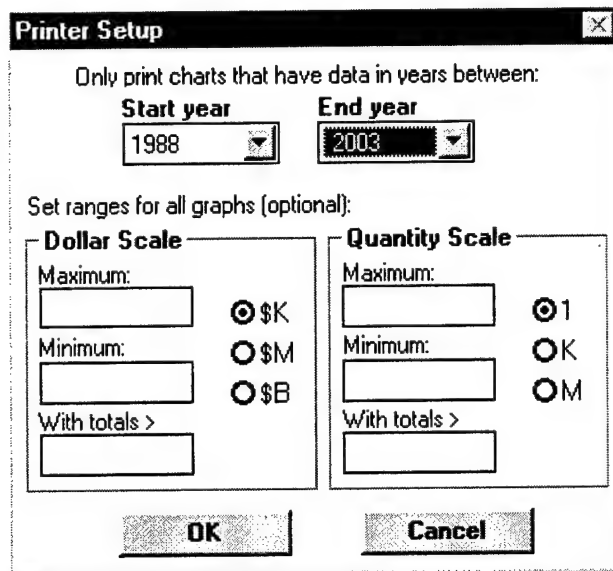 Printer Setup
Only print charts that have data in years between:
Start year End year
1988 2003
Set ranges for all graphs (optional):
Dollar Scale Quantity Scale
Maximum: Maximum:
$K 1
Minimum: Minimum:
$M K
$B M
With totals > With totals >
OK Cancel